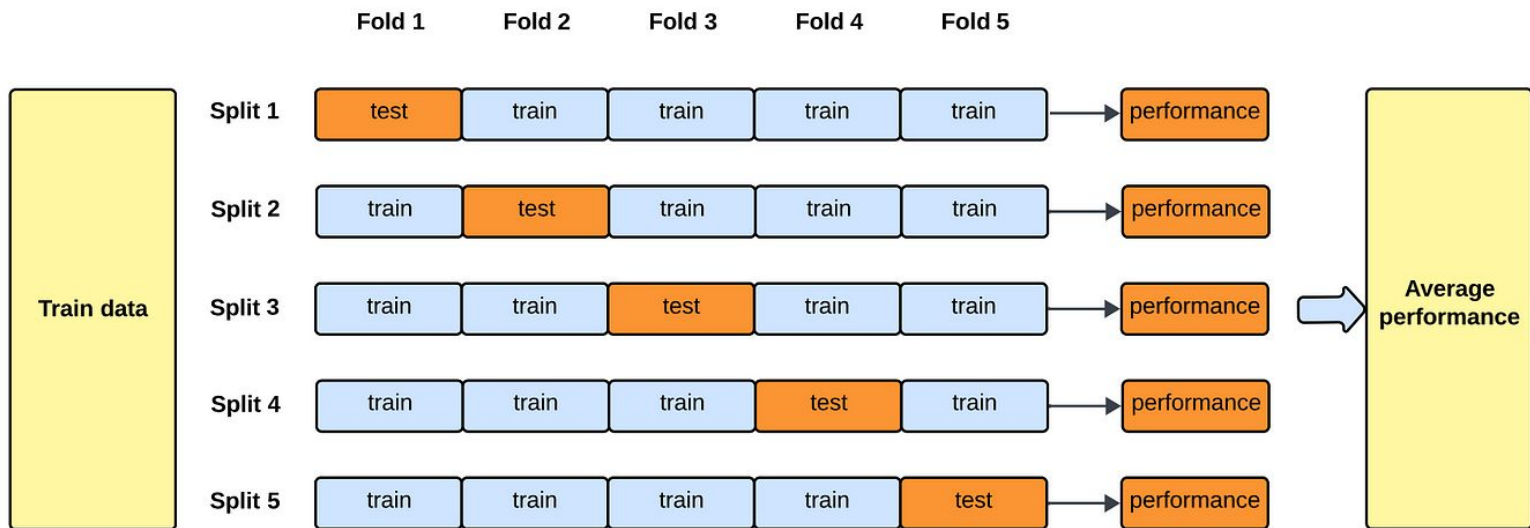 Fold 1 Fold 2 Fold 3 Fold 4 Fold 5
Split 1 test train train train train performance
Split 2 train test train train train performance
Train data
Split 3 train train test train train performance
Average
performance
Split 4 train train train test train performance
Split 5 train train train train test performance